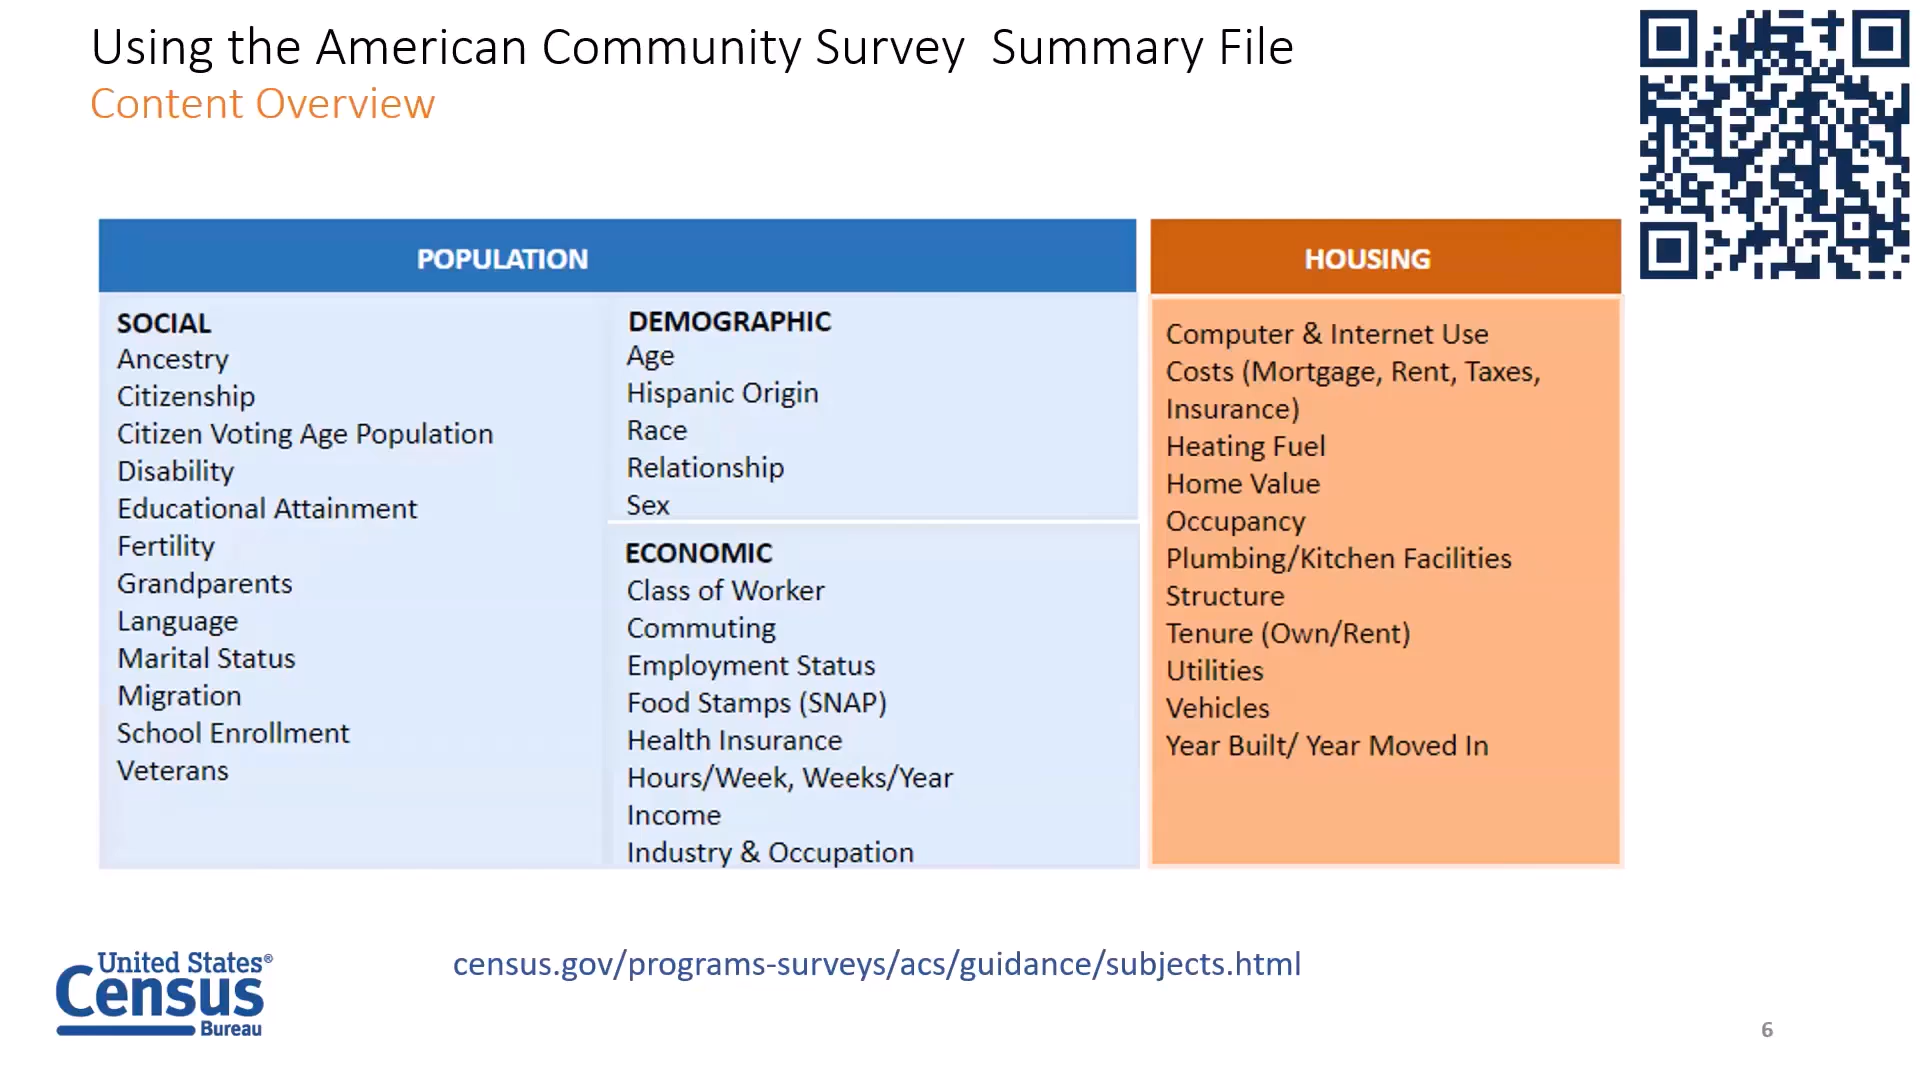 Using the American Community Survey Summary File
Content Overview
POPULATION
SOCIAL
Ancestry
Citizenship
Citizen Voting Age Population
Disability
Educational Attainment
Fertility
Grandparents
Language
Marital Status
Migration
School Enrollment
Veterans
DEMOGRAPHIC
Age
Hispanic Origin
Race
Relationship
Sex
ECONOMIC
Class of Worker
Commuting
Employment Status
Food Stamps (SNAP)
Health Insurance
Hours/Week, Weeks/Year
Income
Industry & Occupation
HOUSING
Computer & Internet Use
Costs (Mortgage, Rent, Taxes,
Insurance)
Heating Fuel
Home Value
Occupancy
Plumbing/Kitchen Facilities
Structure
Tenure (Own/Rent)
Utilities
Vehicles
Year Built/ Year Moved In
United States®
Census
Bureau
census.gov/programs-surveys/acs/guidance/subjects.html
6